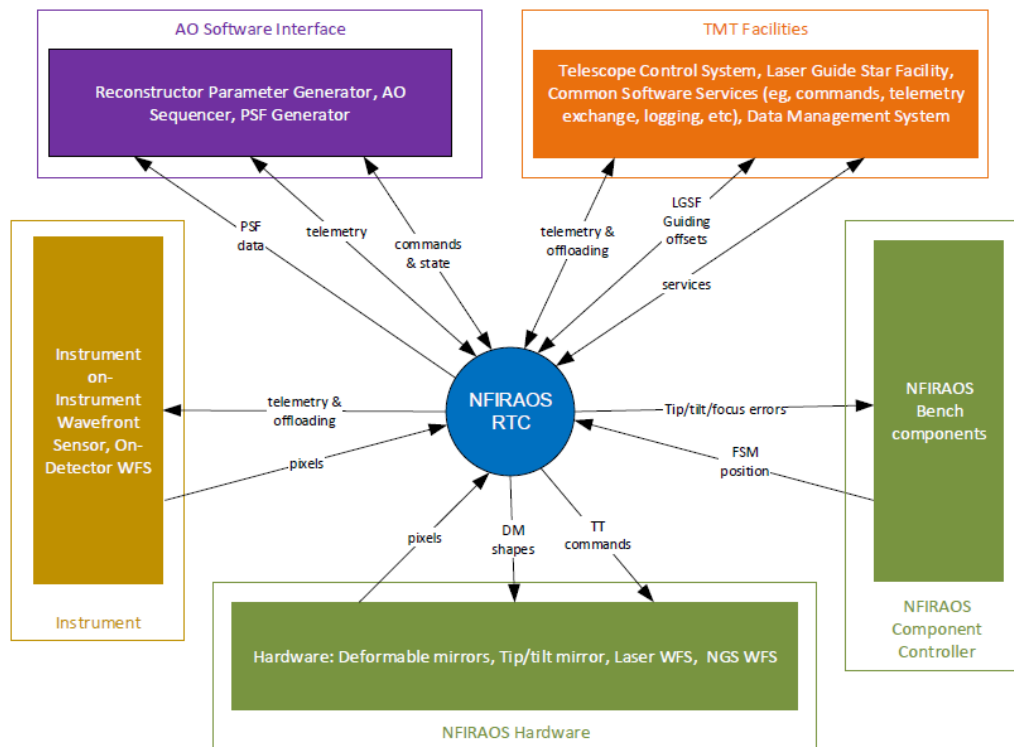 AO Software Interface
Reconstructor Parameter Generator, AO
Sequencer, PSF Generator
TMT Facilities
Telescope Control System, Laser Guide Star Facility,
Common Software Services (eg, commands, telemetry
exchange, logging, etc), Data Management System
PSF
data
telemetry
commands
& state
telemetry &
offloading
LGSF
Guiding
offsets
services
Instrument
on-
Instrument
Wavefront
Sensor, On-
Detector WFS
Instrument
telemetry &
offloading
pixels
NFIRAOS
RTC
Tip/tilt/focus errors
FSM
position
NFIRAOS
Bench
components
NFIRAOS
Component
Controller
pixels
DM
shapes
TT
commands
Hardware: Deformable mirrors, Tip/tilt mirror, Laser WFS, NGS WFS
NFIRAOS Hardware